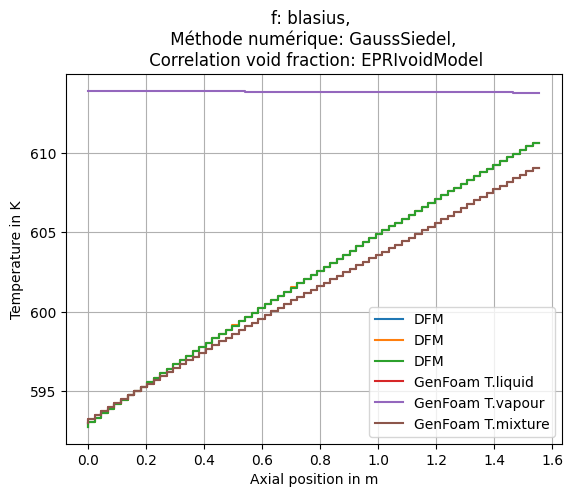 f: blasius,
Méthode numérique: GaussSiedel,
Correlation void fraction: EPRIvoidModel
Temperature in K
610
605
600
595
DFM
DFM
DFM
GenFoam T.liquid
GenFoam T.vapour
GenFoam T.mixture
0.0 0.2 0.4 0.6 0.8 1.0 1.2 1.4 1.6
Axial position in m